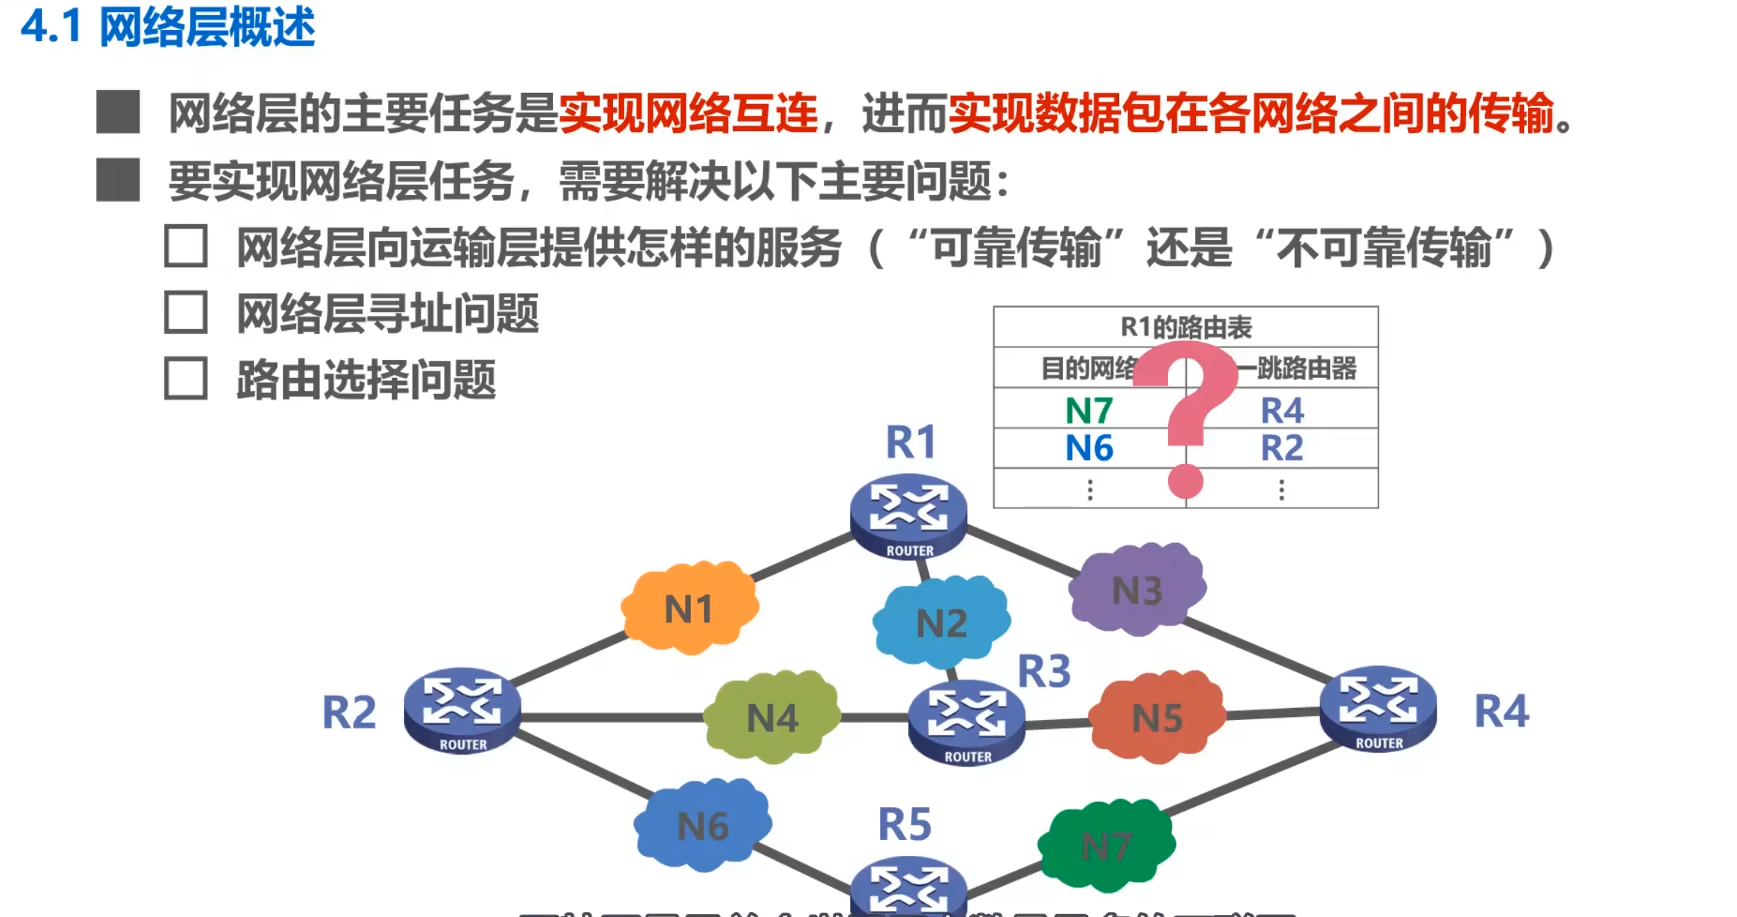 4.1 网络层概述
网络层的主要任务是实现网络互连，进而实现数据包在各网络之间的传输。
要实现网络层任务，需要解决以下主要问题：
网络层向运输层提供怎样的服务（“可靠传输”还是“不可靠传输”）
网络层寻址问题
路由选择问题
R1的路由表
目的网络 一跳路由器
N7 R4
N6 R2
⋮ ⋮
?
R1
ROUTER
N1
N2
N3
R3
R2
ROUTER
N4
ROUTER
N5
ROUTER
R4
N6
R5
N7